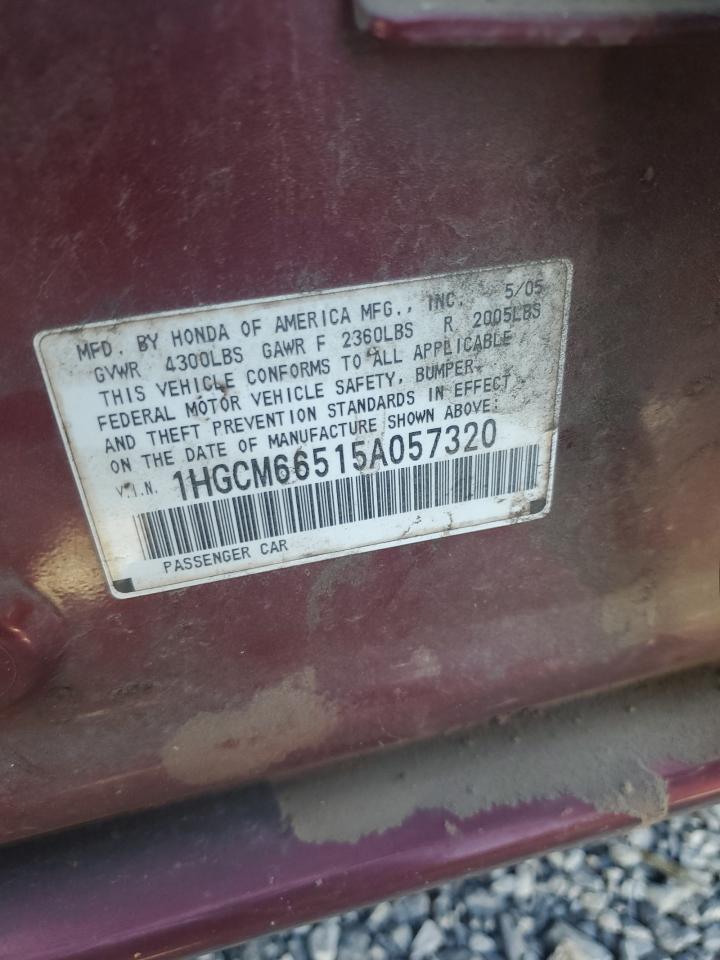 MFD. BY HONDA OF AMERICA MFG., INC. 5/05
GVWR 4300LBS GAWR F 2360LBS R 2005LBS
THIS VEHICLE CONFORMS TO ALL APPLICABLE
FEDERAL MOTOR VEHICLE SAFETY, BUMPER
AND THEFT PREVENTION STANDARDS IN EFFECT
ON THE DATE OF MANUFACTURE SHOWN ABOVE.
V.I.N. 1HGCM66515A057320
PASSENGER CAR